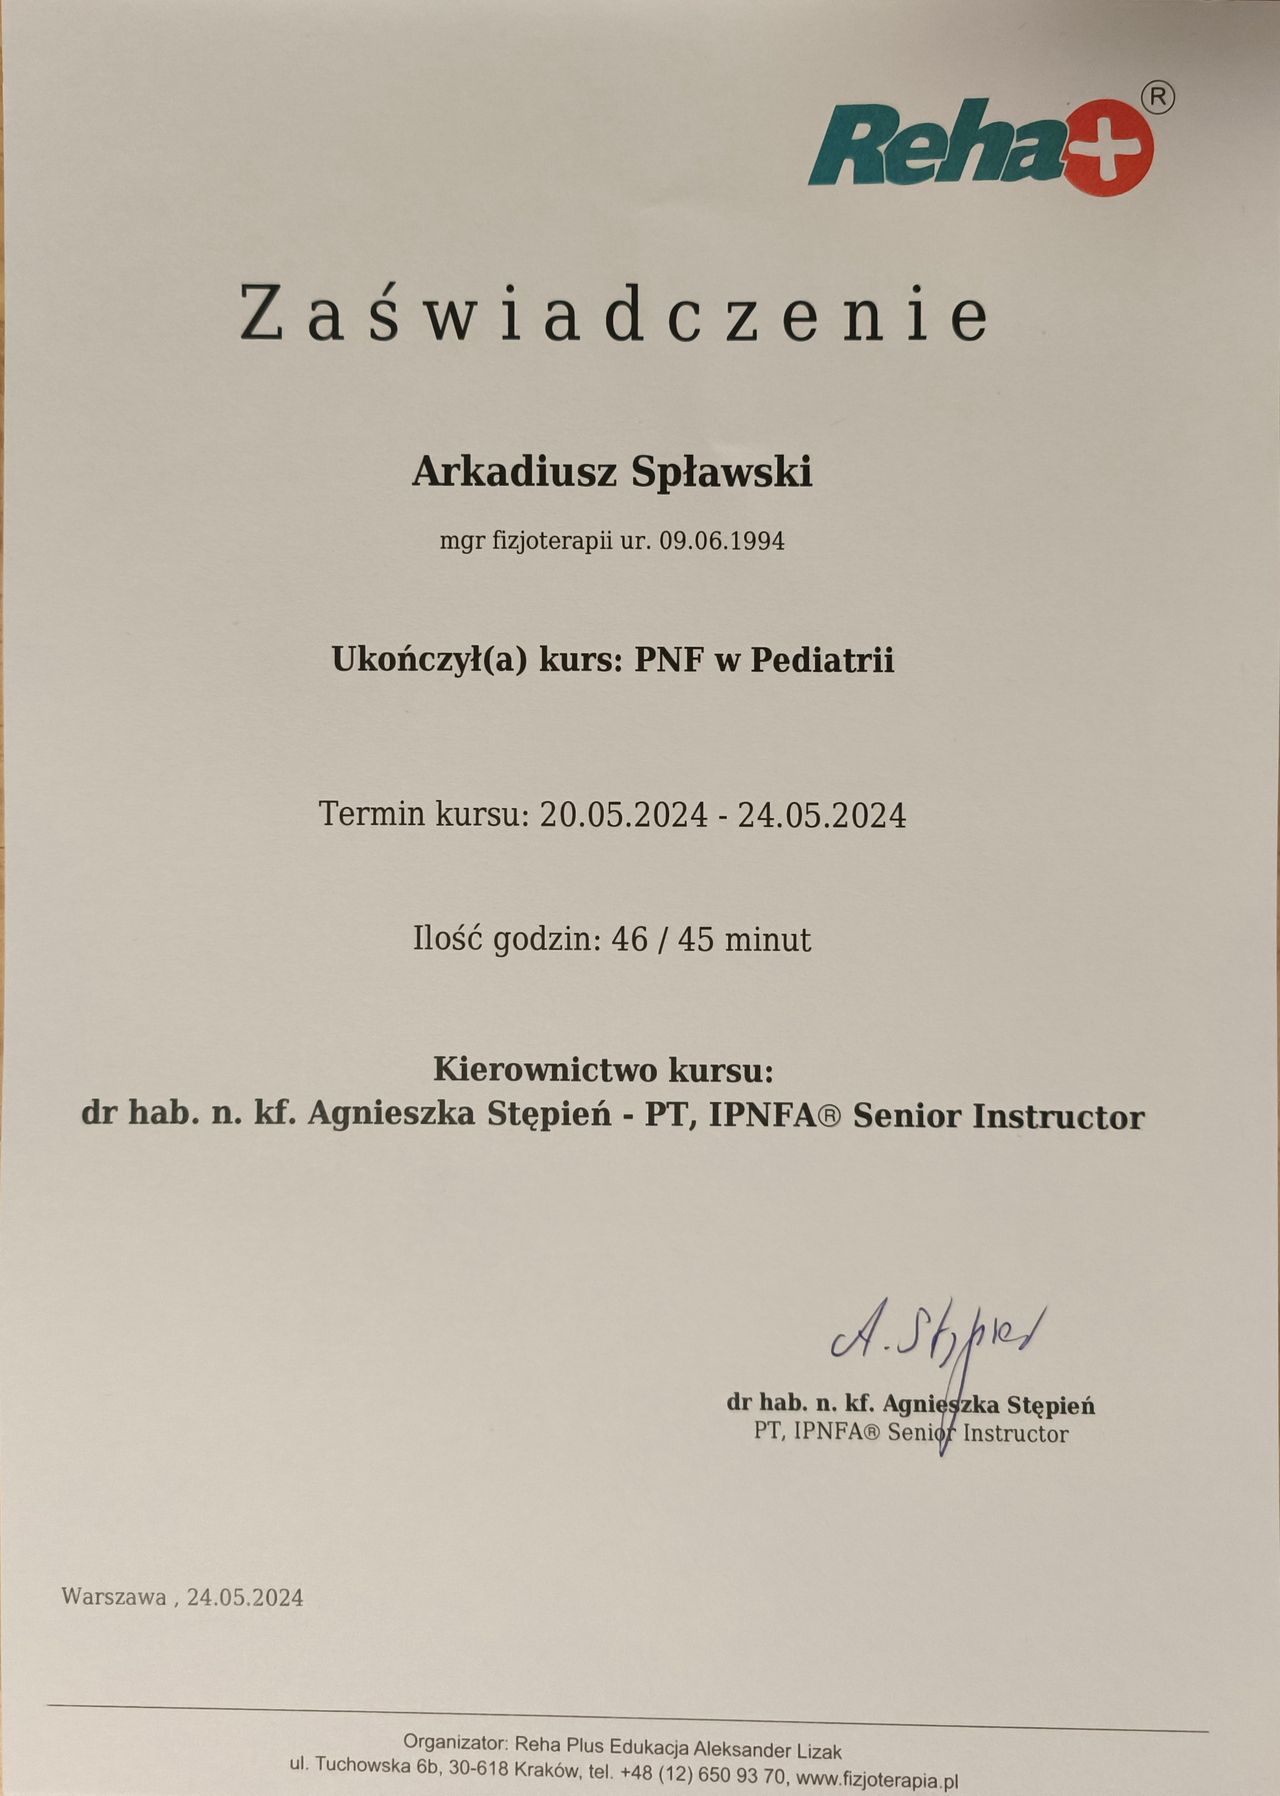 Reha+®
Zaświadczenie
Arkadiusz Spławski
mgr fizjoterapii ur. 09.06.1994
Ukończył(a) kurs: PNF w Pediatrii
Termin kursu: 20.05.2024 - 24.05.2024
Ilość godzin: 46 / 45 minut
Kierownictwo kursu:
dr hab. n. kf. Agnieszka Stępień - PT, IPNFA® Senior Instructor
A. Stępień
dr hab. n. kf. Agnieszka Stępień
PT, IPNFA® Senior Instructor
Warszawa , 24.05.2024
Organizator: Reha Plus Edukacja Aleksander Lizak
ul. Tuchowska 6b, 30-618 Kraków, tel. +48 (12) 650 93 70, www.fizjoterapia.pl